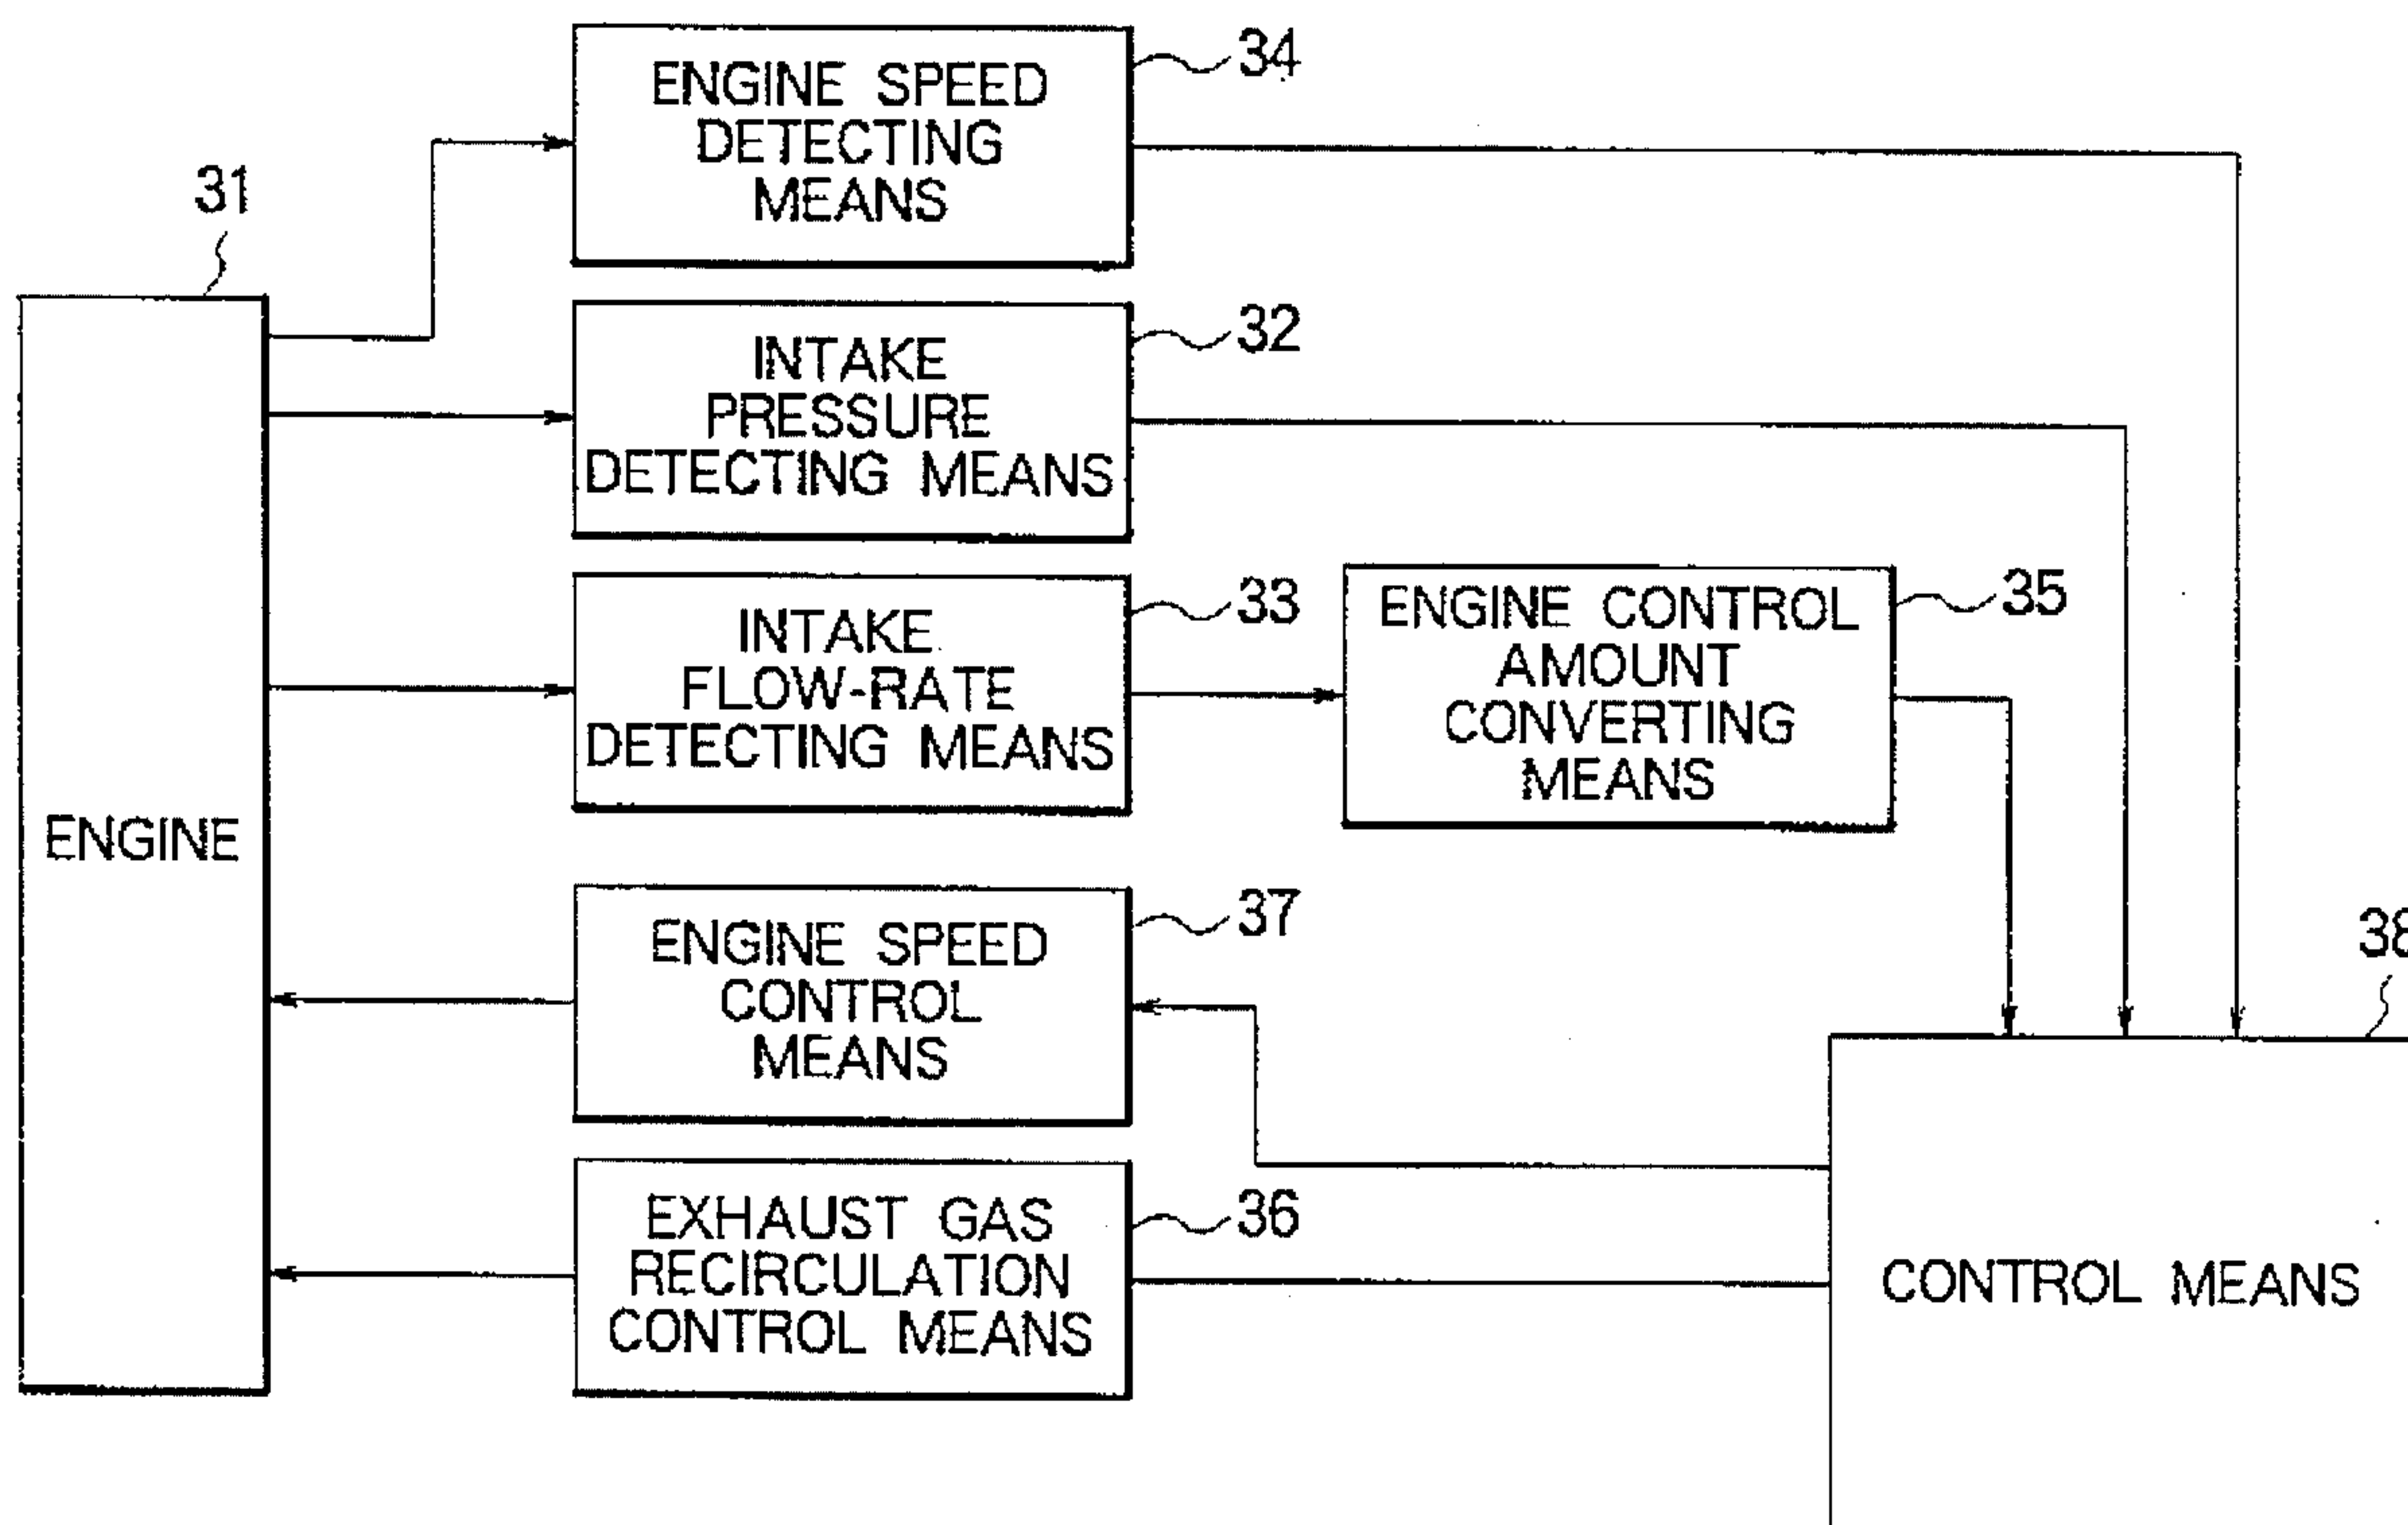 34
ENGINE SPEED
DETECTING
MEANS
31
32
INTAKE
PRESSURE
DETECTING MEANS
33
INTAKE
FLOW-RATE
DETECTING MEANS
35
ENGINE CONTROL
AMOUNT
CONVERTING
MEANS
ENGINE
37
ENGINE SPEED
CONTROL
MEANS
38
36
EXHAUST GAS
RECIRCULATION
CONTROL MEANS
CONTROL MEANS